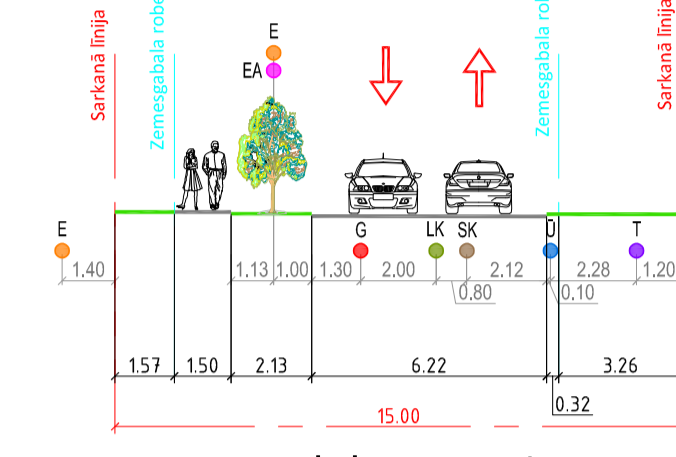 Sarkanā līnija
Zemesgabala robe
Zemesgabala rob
Sarkanā līnija
E
EA
E
G
LK
SK
Ū
T
1.40
1.13
1.00
1.30
2.00
2.12
2.28
1.20
0.80
0.10
1.57
1.50
2.13
6.22
3.26
0.32
15.00